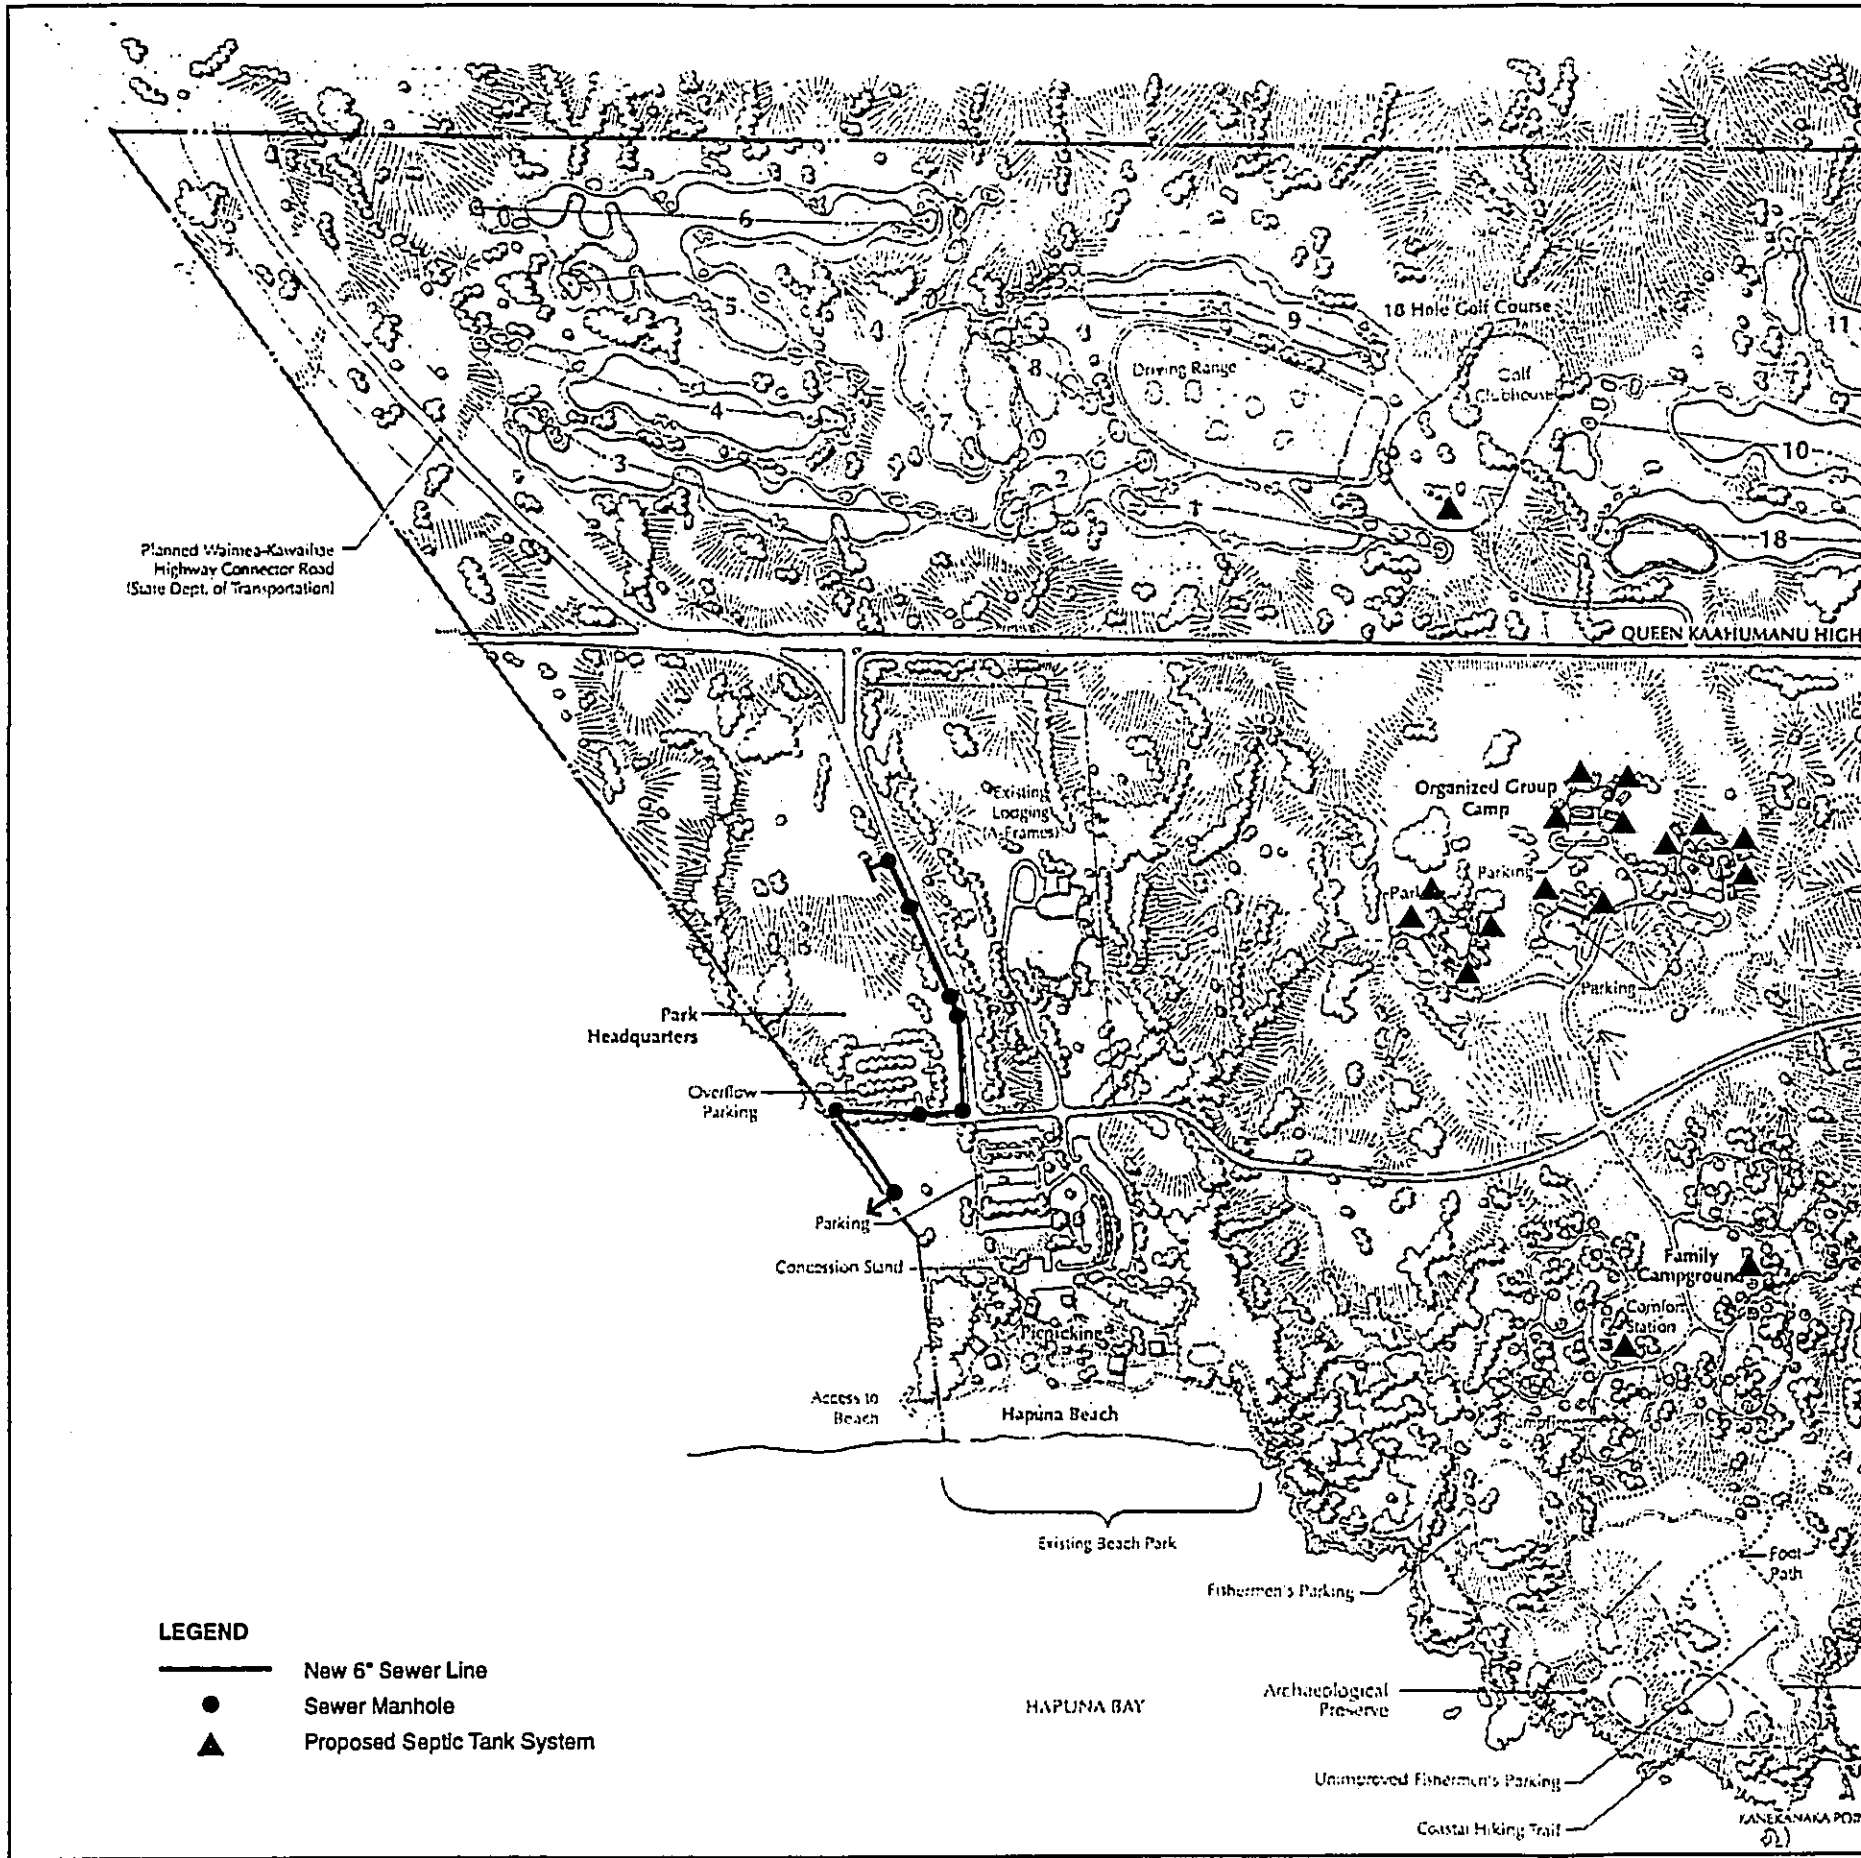 6
5
9
18 Hole Golf Course
11
8
Driving Range
Golf
Clubhouse
4
7
3
2
10
1
18
Planned Waimea-Kawaihae
Highway Connector Road
(State Dept. of Transportation)
QUEEN KAAHUMANU HIGH
Existing
Lodging
(A-Frames)
Organized Group
Camp
Parking
Park
Parking
Park
Headquarters
Overflow
Parking
Parking
Concession Stand
Family
Campground
Comfort
Station
Picnicking
Access to
Beach
Hapuna Beach
Campfire
Existing Beach Park
Foot
Path
Fishermen's Parking
LEGEND
New 6" Sewer Line
Sewer Manhole
Proposed Septic Tank System
HAPUNA BAY
Archaeological
Preserve
Unimproved Fishermen's Parking
Coastal Hiking Trail
KANEKANAKA POI